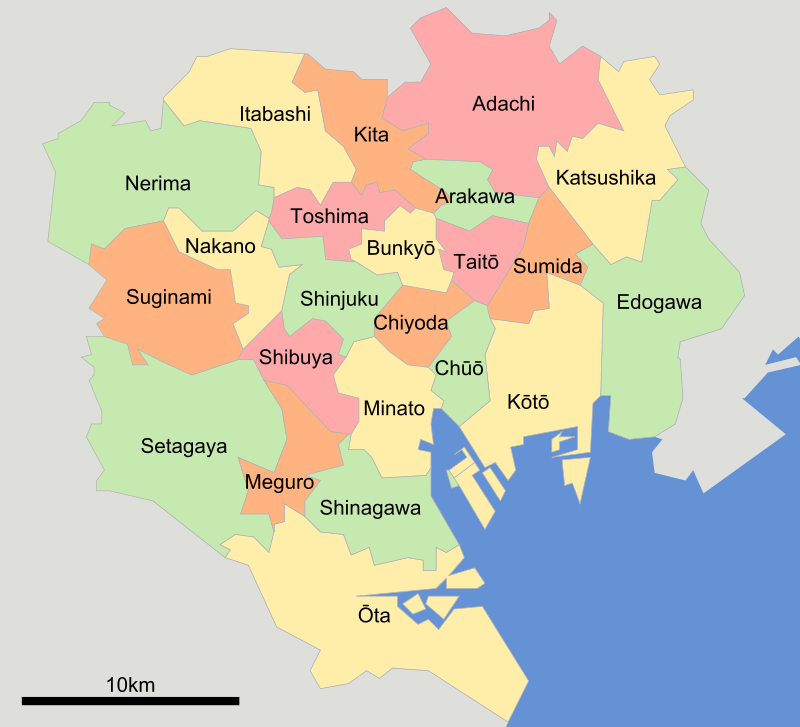 Adachi
Itabashi
Kita
Katsushika
Nerima
Arakawa
Toshima
Nakano
Bunkyō
Taitō
Sumida
Suginami
Shinjuku
Edogawa
Chiyoda
Shibuya
Chūō
Minato
Kōtō
Setagaya
Meguro
Shinagawa
Ōta
10km